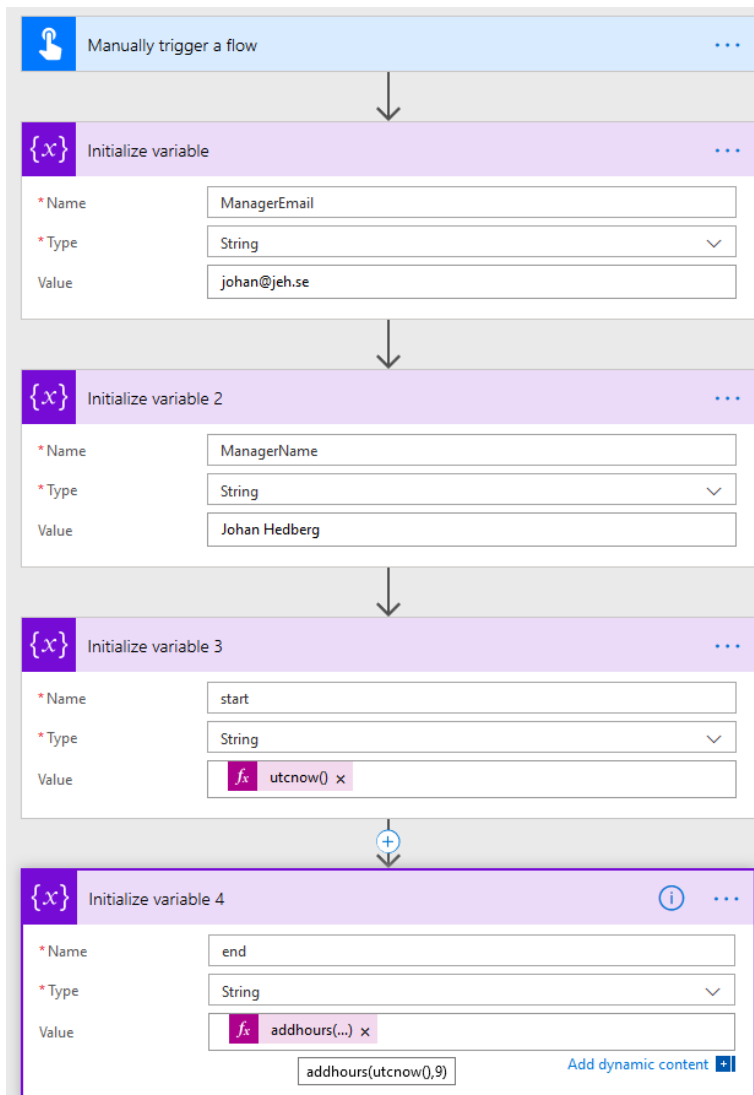 Manually trigger a flow
{x} Initialize variable
* Name ManagerEmail
* Type String
Value johan@jeh.se
{x} Initialize variable 2
* Name ManagerName
* Type String
Value Johan Hedberg
{x} Initialize variable 3
* Name start
* Type String
Value fx utcnow() ×
{x} Initialize variable 4
* Name end
* Type String
Value fx addhours(...) ×
addhours(utcnow(),9)
Add dynamic content